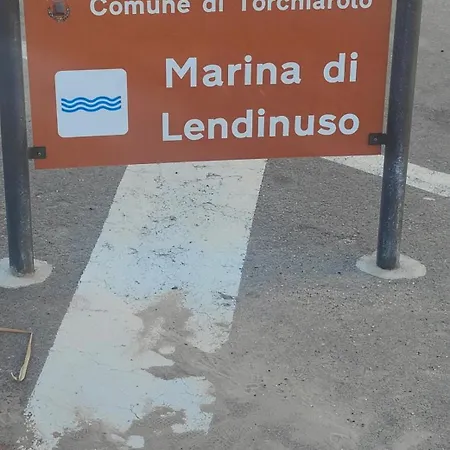 Comune di Torchiarolo
Marina di
Lendinuso